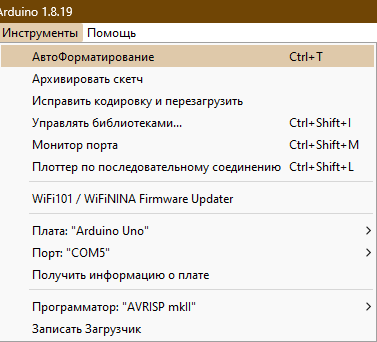 Arduino 1.8.19
Инструменты Помощь
АвтоФорматирование Ctrl+T
Архивировать скетч
Исправить кодировку и перезагрузить
Управлять библиотеками... Ctrl+Shift+I
Монитор порта Ctrl+Shift+M
Плоттер по последовательному соединению Ctrl+Shift+L
WiFi101 / WiFiNINA Firmware Updater
Плата: "Arduino Uno"
Порт: "COM5"
Получить информацию о плате
Программатор: "AVRISP mkII"
Записать Загрузчик